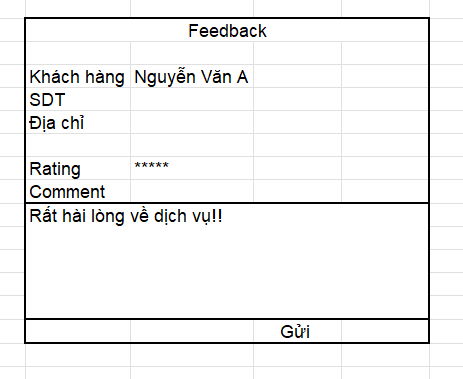 Feedback
Khách hàng Nguyễn Văn A
SDT
Địa chỉ
Rating *****
Comment
Rất hài lòng về dịch vụ!!
Gửi